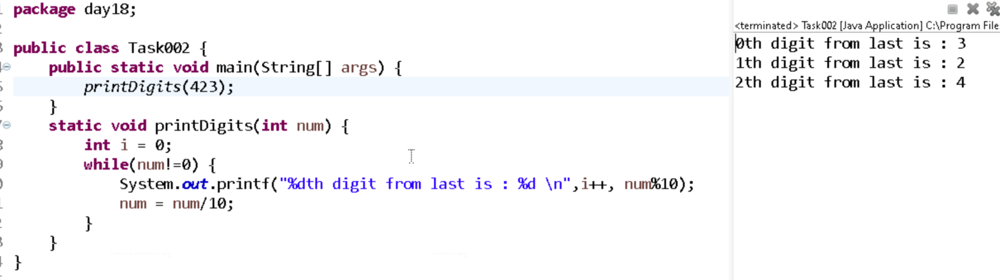 package day18;
public class Task002 {
public static void main(String[] args) {
printDigits(423);
}
static void printDigits(int num) {
int i = 0;
while(num!=0) {
System.out.printf("%dth digit from last is : %d \n",i++, num%10);
num = num/10;
}
}
}
<terminated> Task002 [Java Application] C:\Program File
0th digit from last is : 3
1th digit from last is : 2
2th digit from last is : 4